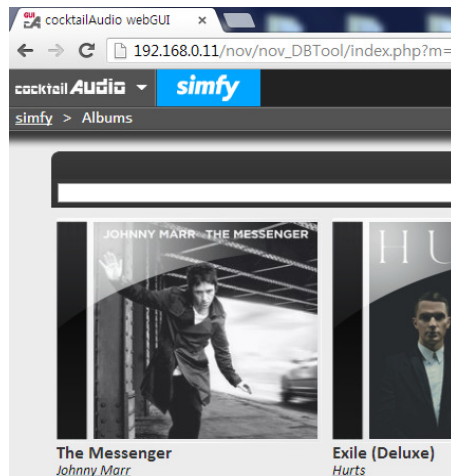 cocktailAudio webGUI
192.168.0.11/nov/nov_DBTool/index.php?m=
cocktail Audio simfy
simfy > Albums
JOHNNY MARR THE MESSENGER
HU
The Messenger
Exile (Deluxe)
Johnny Marr
Hurts